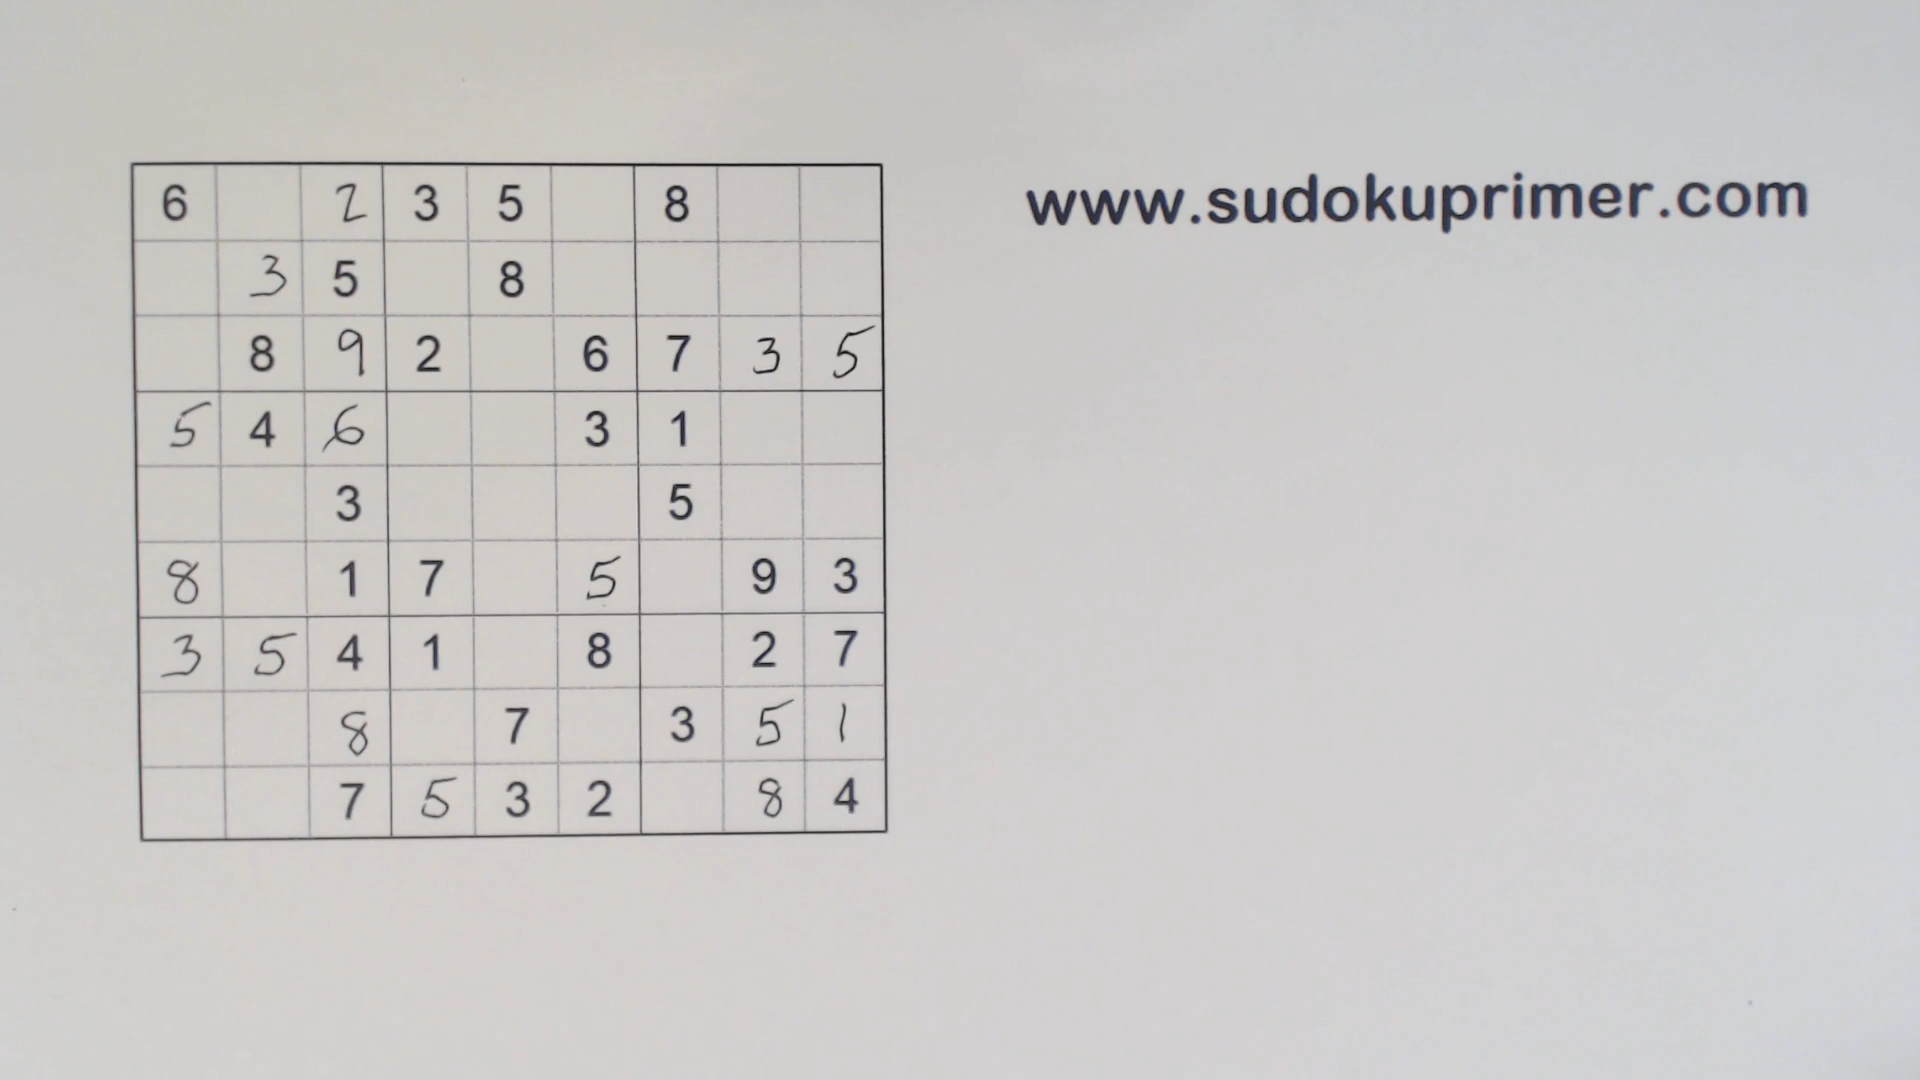 6 2 3 5 8
www.sudokuprimer.com
3 5 8
8 9 2 6 7 3 5
5 4 6 3 1
3 5
8 1 7 5 9 3
3 5 4 1 8 2 7
8 7 3 5 1
7 5 3 2 8 4